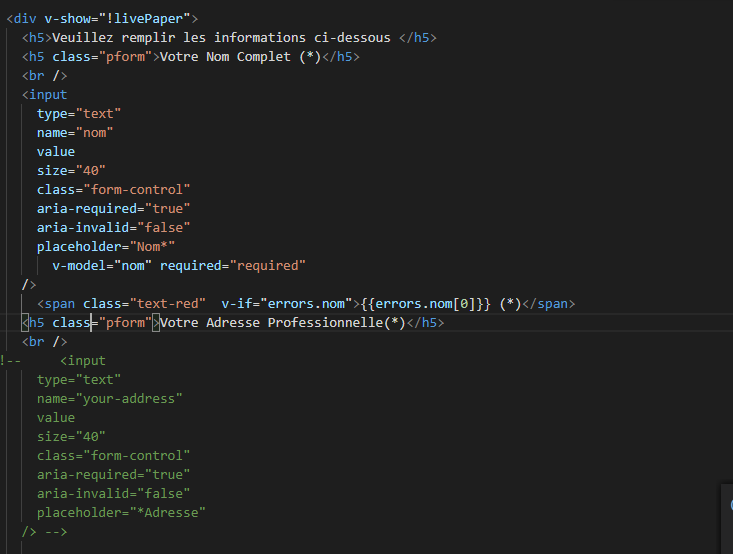 <div v-show="!livePaper">
<h5>Veuillez remplir les informations ci-dessous </h5>
<h5 class="pform">Votre Nom Complet (*)</h5>
<br />
<input
type="text"
name="nom"
value
size="40"
class="form-control"
aria-required="true"
aria-invalid="false"
placeholder="Nom*"
v-model="nom" required="required"
/>
<span class="text-red"  v-if="errors.nom">{{errors.nom[0]}} (*)</span>
<h5 class="pform">Votre Adresse Professionnelle(*)</h5>
<br />
!--     <input
type="text"
name="your-address"
value
size="40"
class="form-control"
aria-required="true"
aria-invalid="false"
placeholder="*Adresse"
/> -->